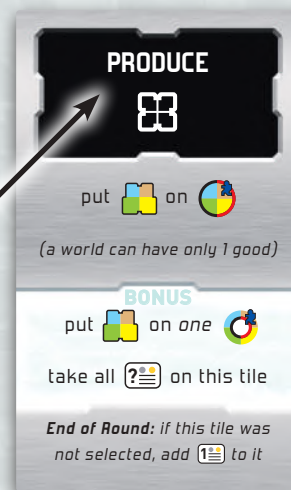 PRODUCE
put on
(a world can have only 1 good)
BONUS
put on one
take all ? on this tile
End of Round: if this tile was
not selected, add 1 to it